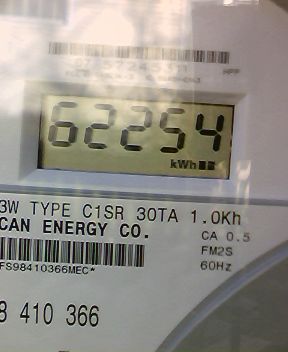 62254
kWh
3W TYPE C1SR 30TA 1.0Kh
CAN ENERGY CO.
CA 0.5
FM2S
60Hz
FS98410366MEC*
8 410 366